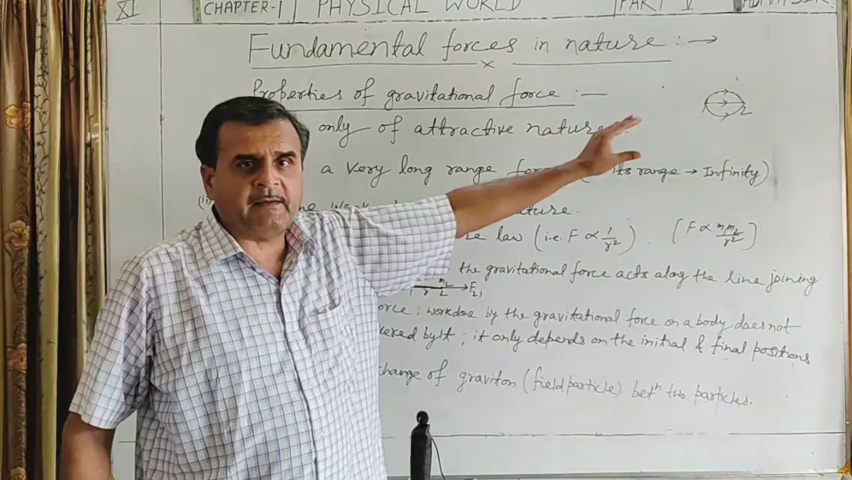 XI CHAPTER-1 PHYSICAL WORLD PART V
Fundamental forces in nature :→
Properties of gravitational force :—
only of attractive nature
a very long range its range → Infinity)
ture.
law (i.e. F ∝ 1/r²) [F ∝ m₁m₂/r²]
the gravitational force acts along the line joining
orce ; workdone by the gravitational force on a body does not
by it ; it only depends on the initial & final positions
change of graviton (field particle) betⁿ two particles.